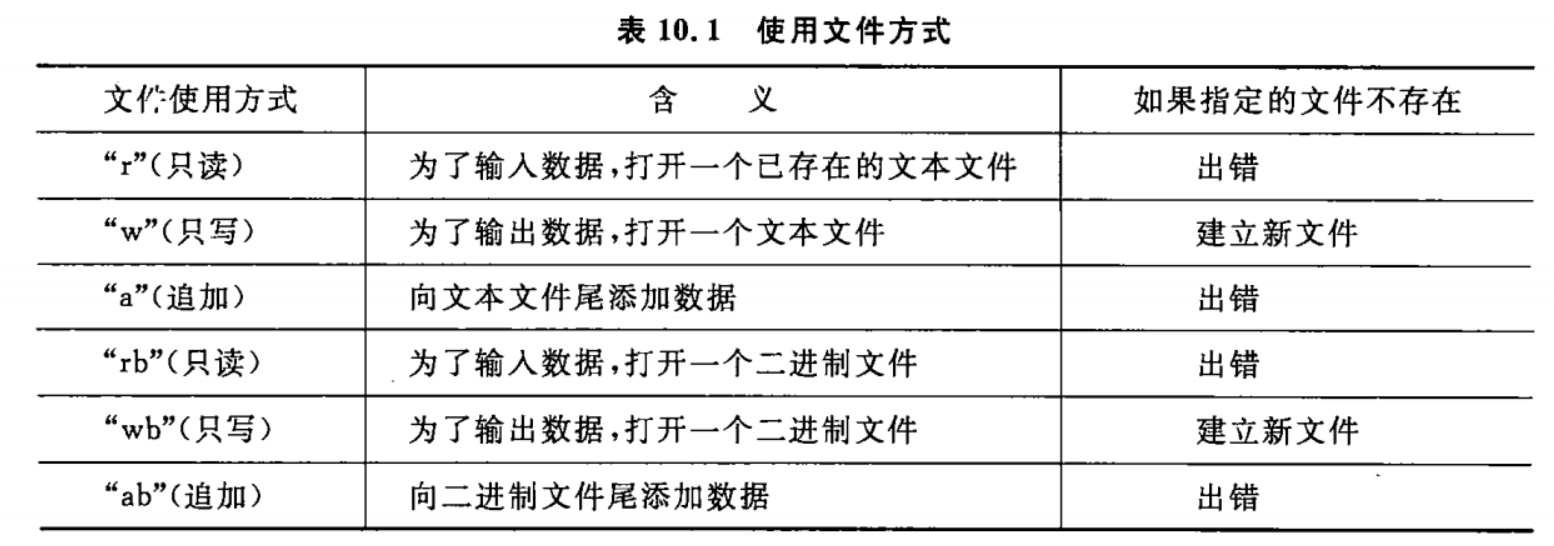 表 10.1 使用文件方式
文件使用方式 含 义 如果指定的文件不存在
“r”(只读) 为了输入数据,打开一个已存在的文本文件 出错
“w”(只写) 为了输出数据,打开一个文本文件 建立新文件
“a”(追加) 向文本文件尾添加数据 出错
“rb”(只读) 为了输入数据,打开一个二进制文件 出错
“wb”(只写) 为了输出数据,打开一个二进制文件 建立新文件
“ab”(追加) 向二进制文件尾添加数据 出错